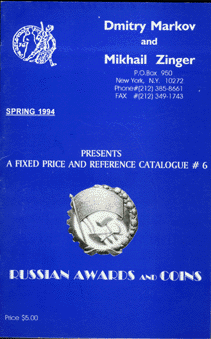 Dmitry Markov
and
Mikhail Zinger
P.O.Box 950
New York, N.Y. 10272
Phone#(212) 385-8661
FAX #(212) 349-1743
SPRING 1994
PRESENTS
A FIXED PRICE AND REFERENCE CATALOGUE # 6
RUSSIAN AWARDS AND COINS
Price $5.00